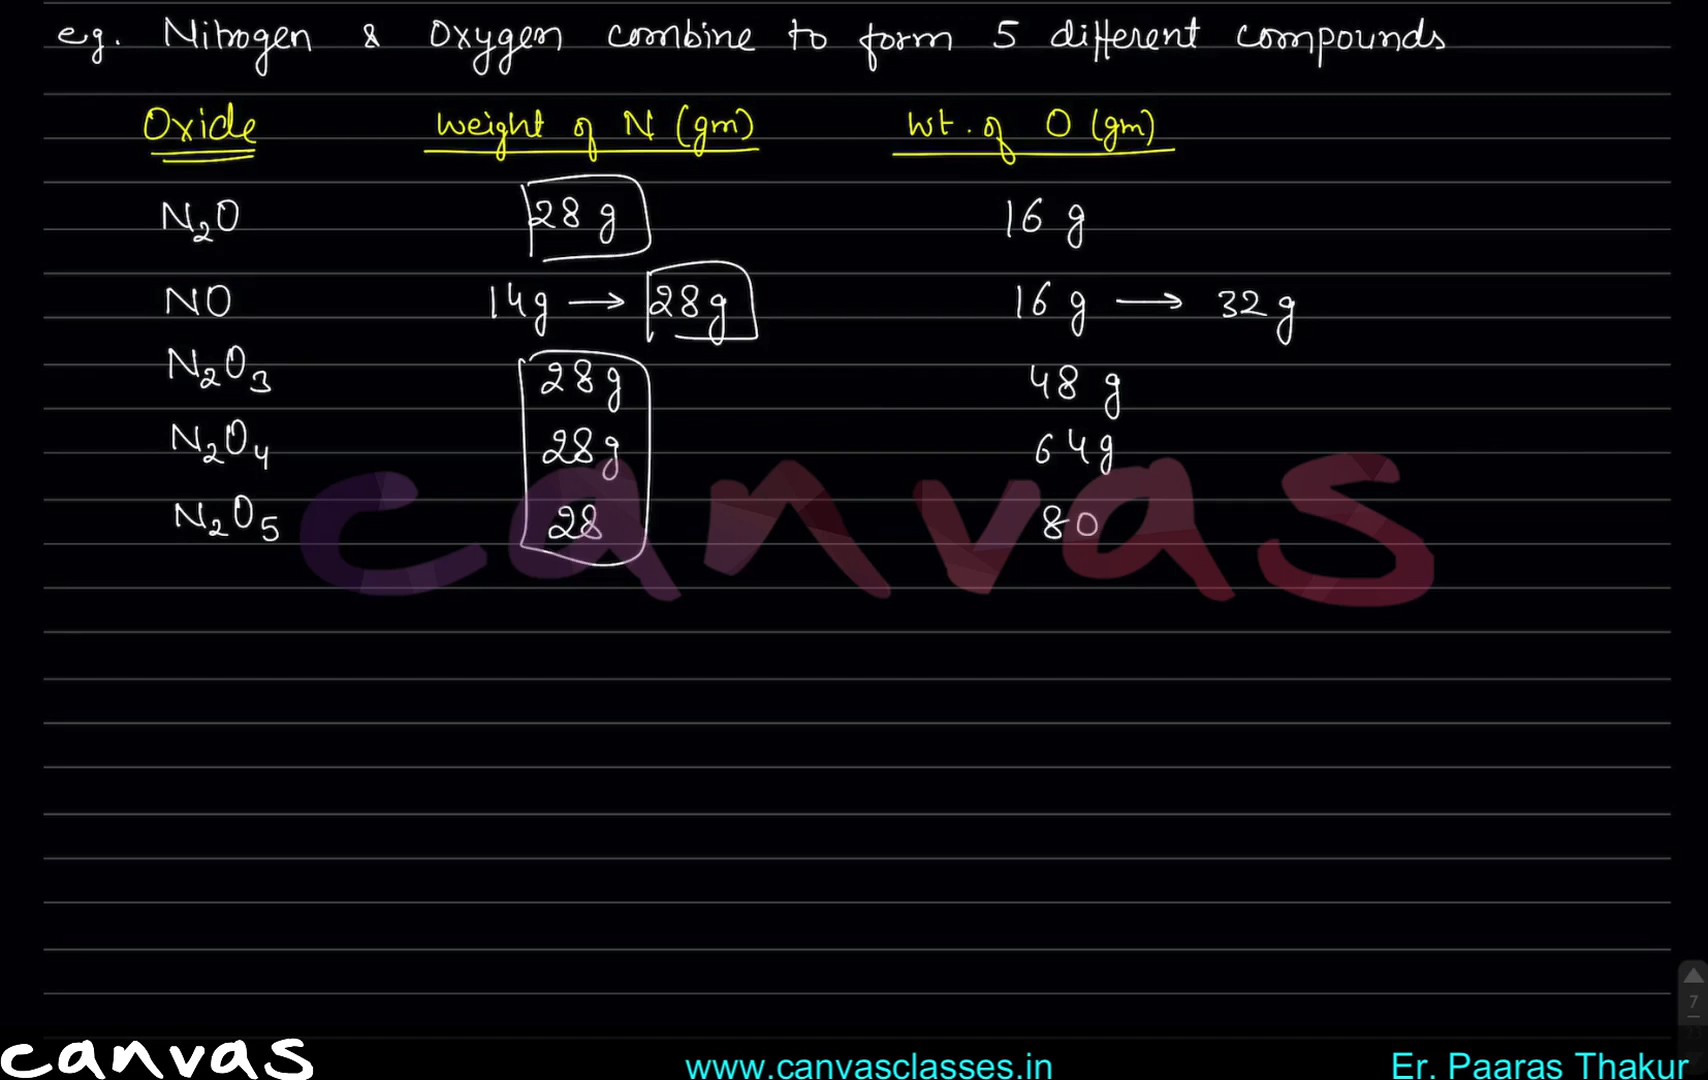 eg. Nitrogen & Oxygen combine to form 5 different compounds
Oxide weight of N (gm) wt. of O (gm)
N₂O 28 g 16 g
NO 14g → 28g 16 g → 32 g
N₂O₃ 28g 48 g
N₂O₄ 28g 64g
N₂O₅ 28 80
canvas
7
canvas www.canvasclasses.in Er. Paaras Thakur